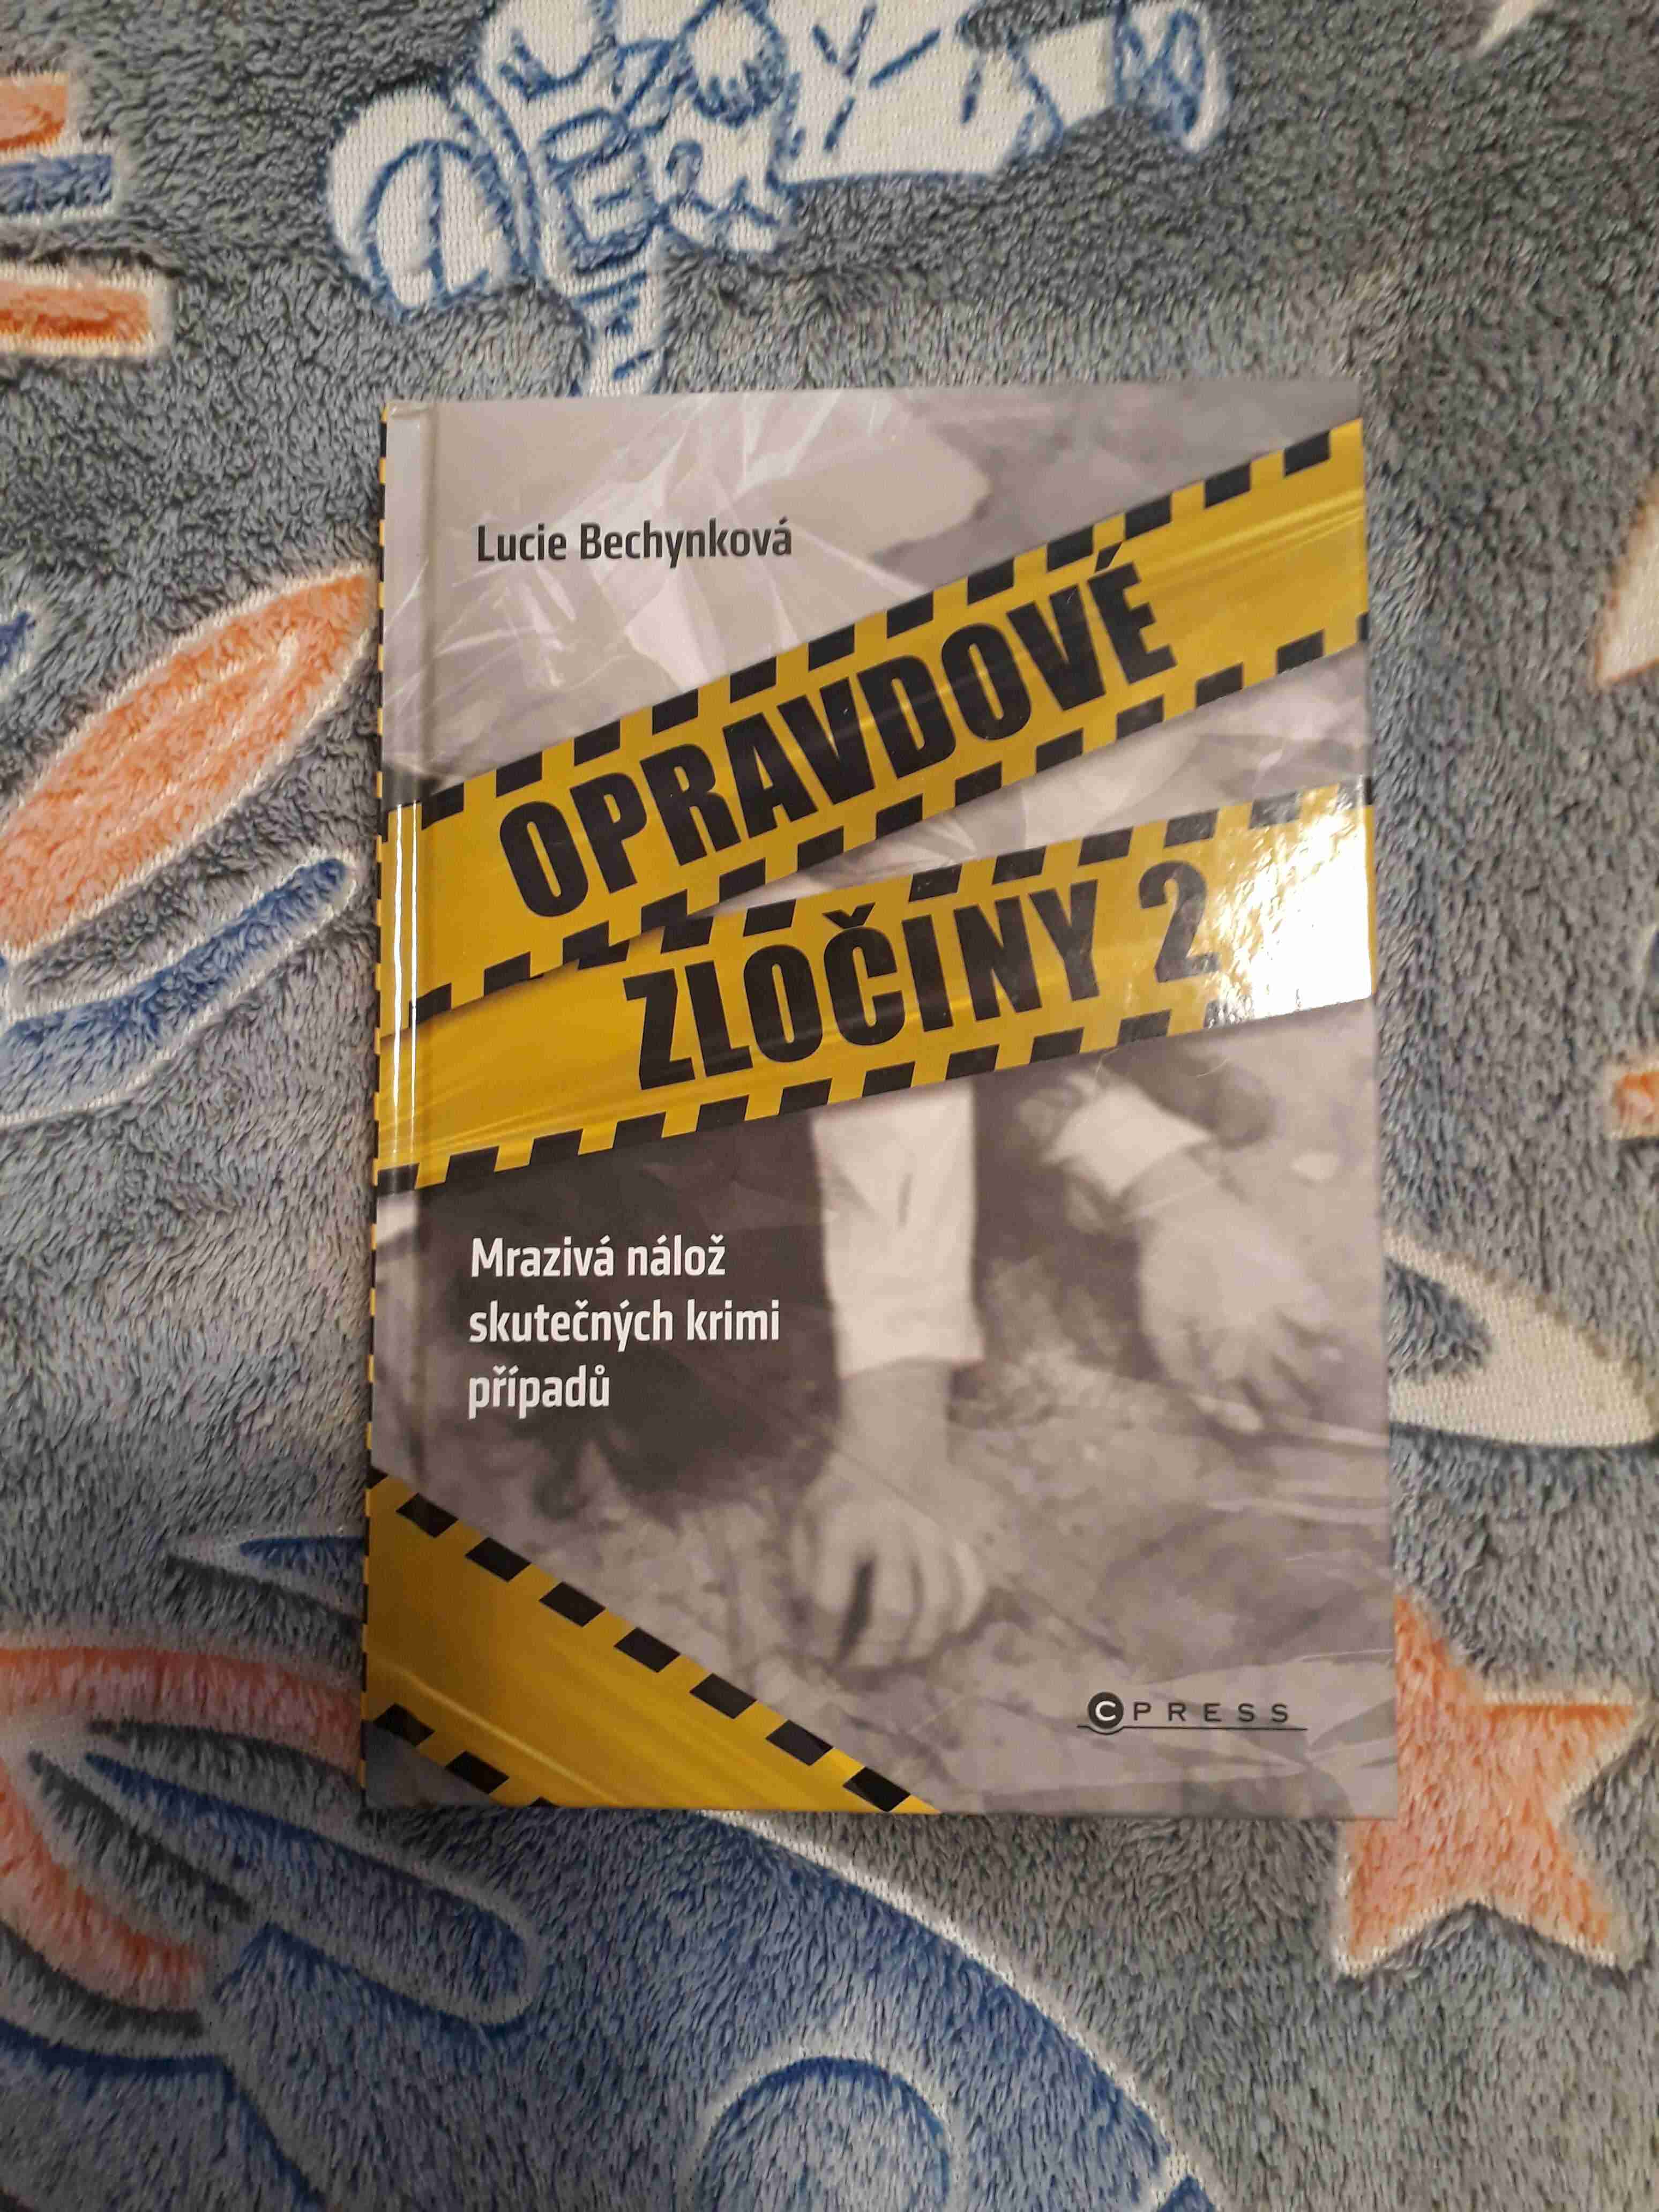 Lucie Bechynková
OPRAVDOVÉ
ZLOČINY 2
Mrazivá nálož
skutečných krimi
případů
CPRESS